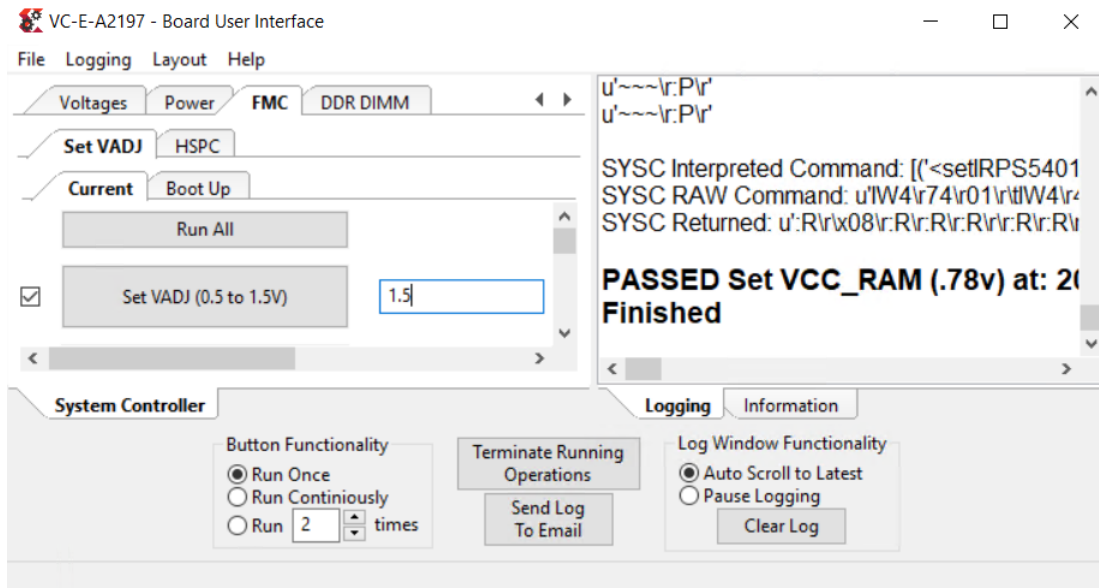 VC-E-A2197 - Board User Interface
File Logging Layout Help
Voltages Power FMC DDR DIMM
Set VADJ HSPC
Current Boot Up
Run All
Set VADJ (0.5 to 1.5V) 1.5
u'~~~\r:P\r'
u'~~~\r:P\r'
SYSC Interpreted Command: [('<setIRPS5401
SYSC RAW Command: u'IW4\r74\r01\r\tIW4\r4
SYSC Returned: u':R\r\x08\r:R\r:R\r:R\r\r:R\r:R\r
PASSED Set VCC_RAM (.78v) at: 20
Finished
System Controller
Logging Information
Button Functionality
Run Once
Run Continiously
Run 2 times
Terminate Running
Operations
Send Log
To Email
Log Window Functionality
Auto Scroll to Latest
Pause Logging
Clear Log